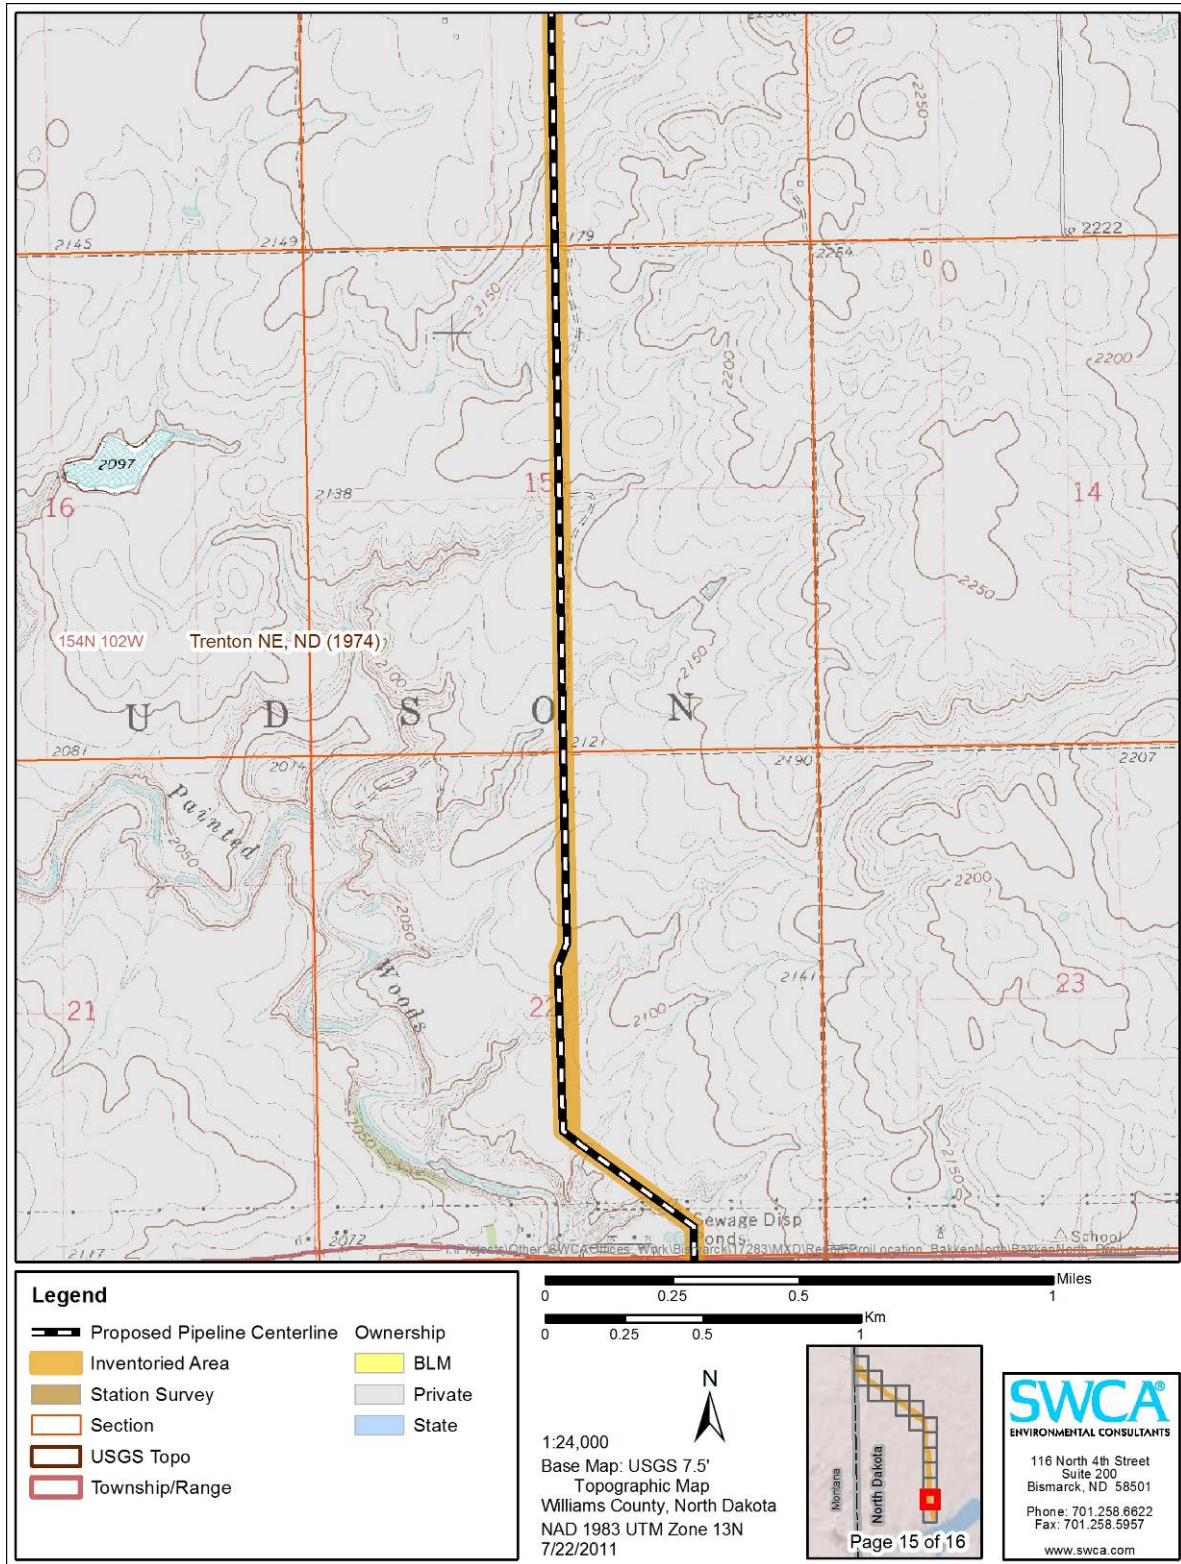 2250
2145
2149
2179
2254
2222
2150
2200
2200
2097
16
2138
15
14
2250
154N 102W
Trenton NE, ND (1974)
2200
2150
U D S O N
2081
2074
2121
2190
2207
Painted
2050
2200
2050
Woods
2141
21
22
2100
23
2050
2150
Sewage Disp
Ponds
School
2117
2072
Legend
Proposed Pipeline Centerline
Inventoried Area
Station Survey
Section
USGS Topo
Township/Range
Ownership
BLM
Private
State
Miles
0 0.25 0.5 1
Km
0 0.25 0.5 1
N
1:24,000
Base Map: USGS 7.5'
Topographic Map
Williams County, North Dakota
NAD 1983 UTM Zone 13N
7/22/2011
Montana
North Dakota
Page 15 of 16
SWCA®
ENVIRONMENTAL CONSULTANTS
116 North 4th Street
Suite 200
Bismarck, ND 58501
Phone: 701.258.6622
Fax: 701.258.5957
www.swca.com